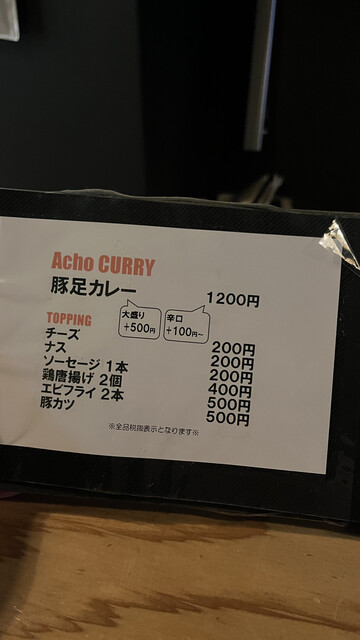 Acho CURRY
豚足カレー 1200円
大盛り
+500円
辛口
+100円~
TOPPING
チーズ 200円
ナス 200円
ソーセージ 1本 200円
鶏唐揚げ 2個 400円
エビフライ 2本 500円
豚カツ 500円
※全品税抜表示となります※